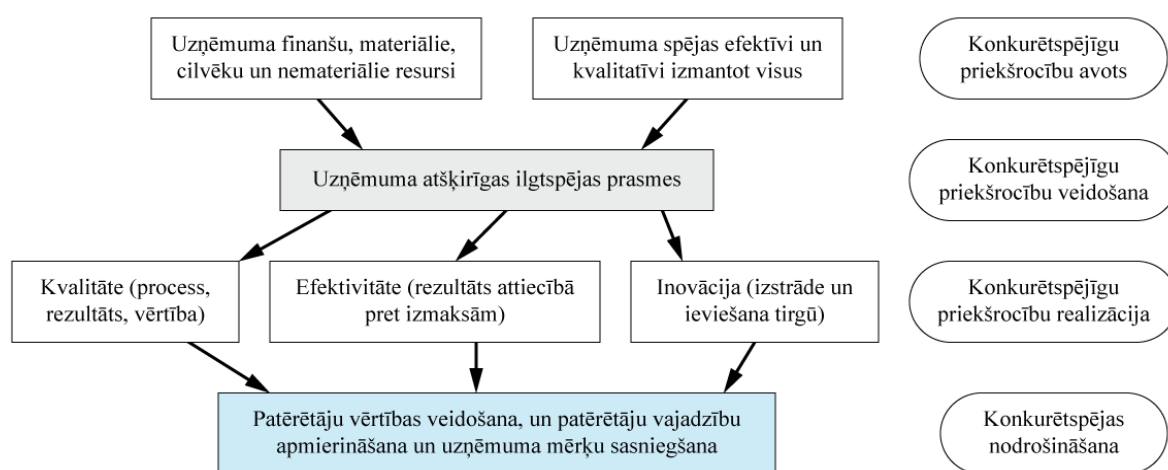 Uzņēmuma finanšu, materiālie,
cilvēku un nemateriālie resursi
Uzņēmuma spējas efektīvi un
kvalitatīvi izmantot visus
Konkurētspējīgu
priekšrocību avots
Uzņēmuma atšķirīgas ilgtspējas prasmes
Konkurētspējīgu
priekšrocību veidošana
Kvalitāte (process,
rezultāts, vērtība)
Efektivitāte (rezultāts attiecībā
pret izmaksām)
Inovācija (izstrāde un
ieviešana tirgū)
Konkurētspējīgu
priekšrocību realizācija
Patērētāju vērtības veidošana, un patērētāju vajadzību
apmierināšana un uzņēmuma mērķu sasniegšana
Konkurētspējas
nodrošināšana